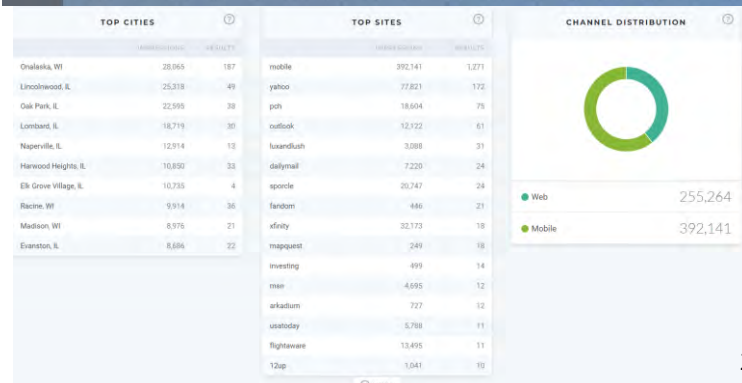 TOP CITIES
IMPRESSIONS RESULTS
Onalaska, WI 28,065 187
Lincolnwood, IL 25,318 49
Oak Park, IL 22,595 38
Lombard, IL 18,719 30
Naperville, IL 12,914 13
Harwood Heights, IL 10,850 33
Elk Grove Village, IL 10,735 4
Racine, WI 9,914 36
Madison, WI 8,976 21
Evanston, IL 8,686 22
TOP SITES
IMPRESSIONS RESULTS
mobile 392,141 1,271
yahoo 77,821 172
pch 18,604 75
outlook 12,122 61
luxandlush 3,088 31
dailymail 7,220 24
sporcle 20,747 24
fandom 446 21
xfinity 32,173 18
mapquest 249 18
investing 499 14
msn 4,695 12
arkadium 727 12
usatoday 5,788 11
flightaware 13,495 11
12up 1,041 10
CHANNEL DISTRIBUTION
Web 255,264
Mobile 392,141